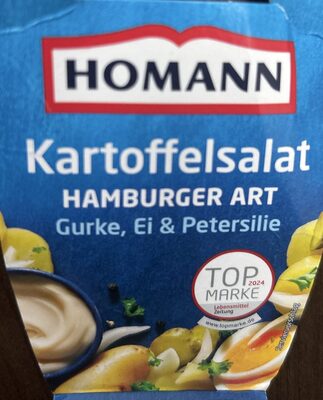 HOMANN
Kartoffelsalat
HAMBURGER ART
Gurke, Ei & Petersilie
TOP
2024
MARKE
Lebensmittel
Zeitung
www.topmarke.de